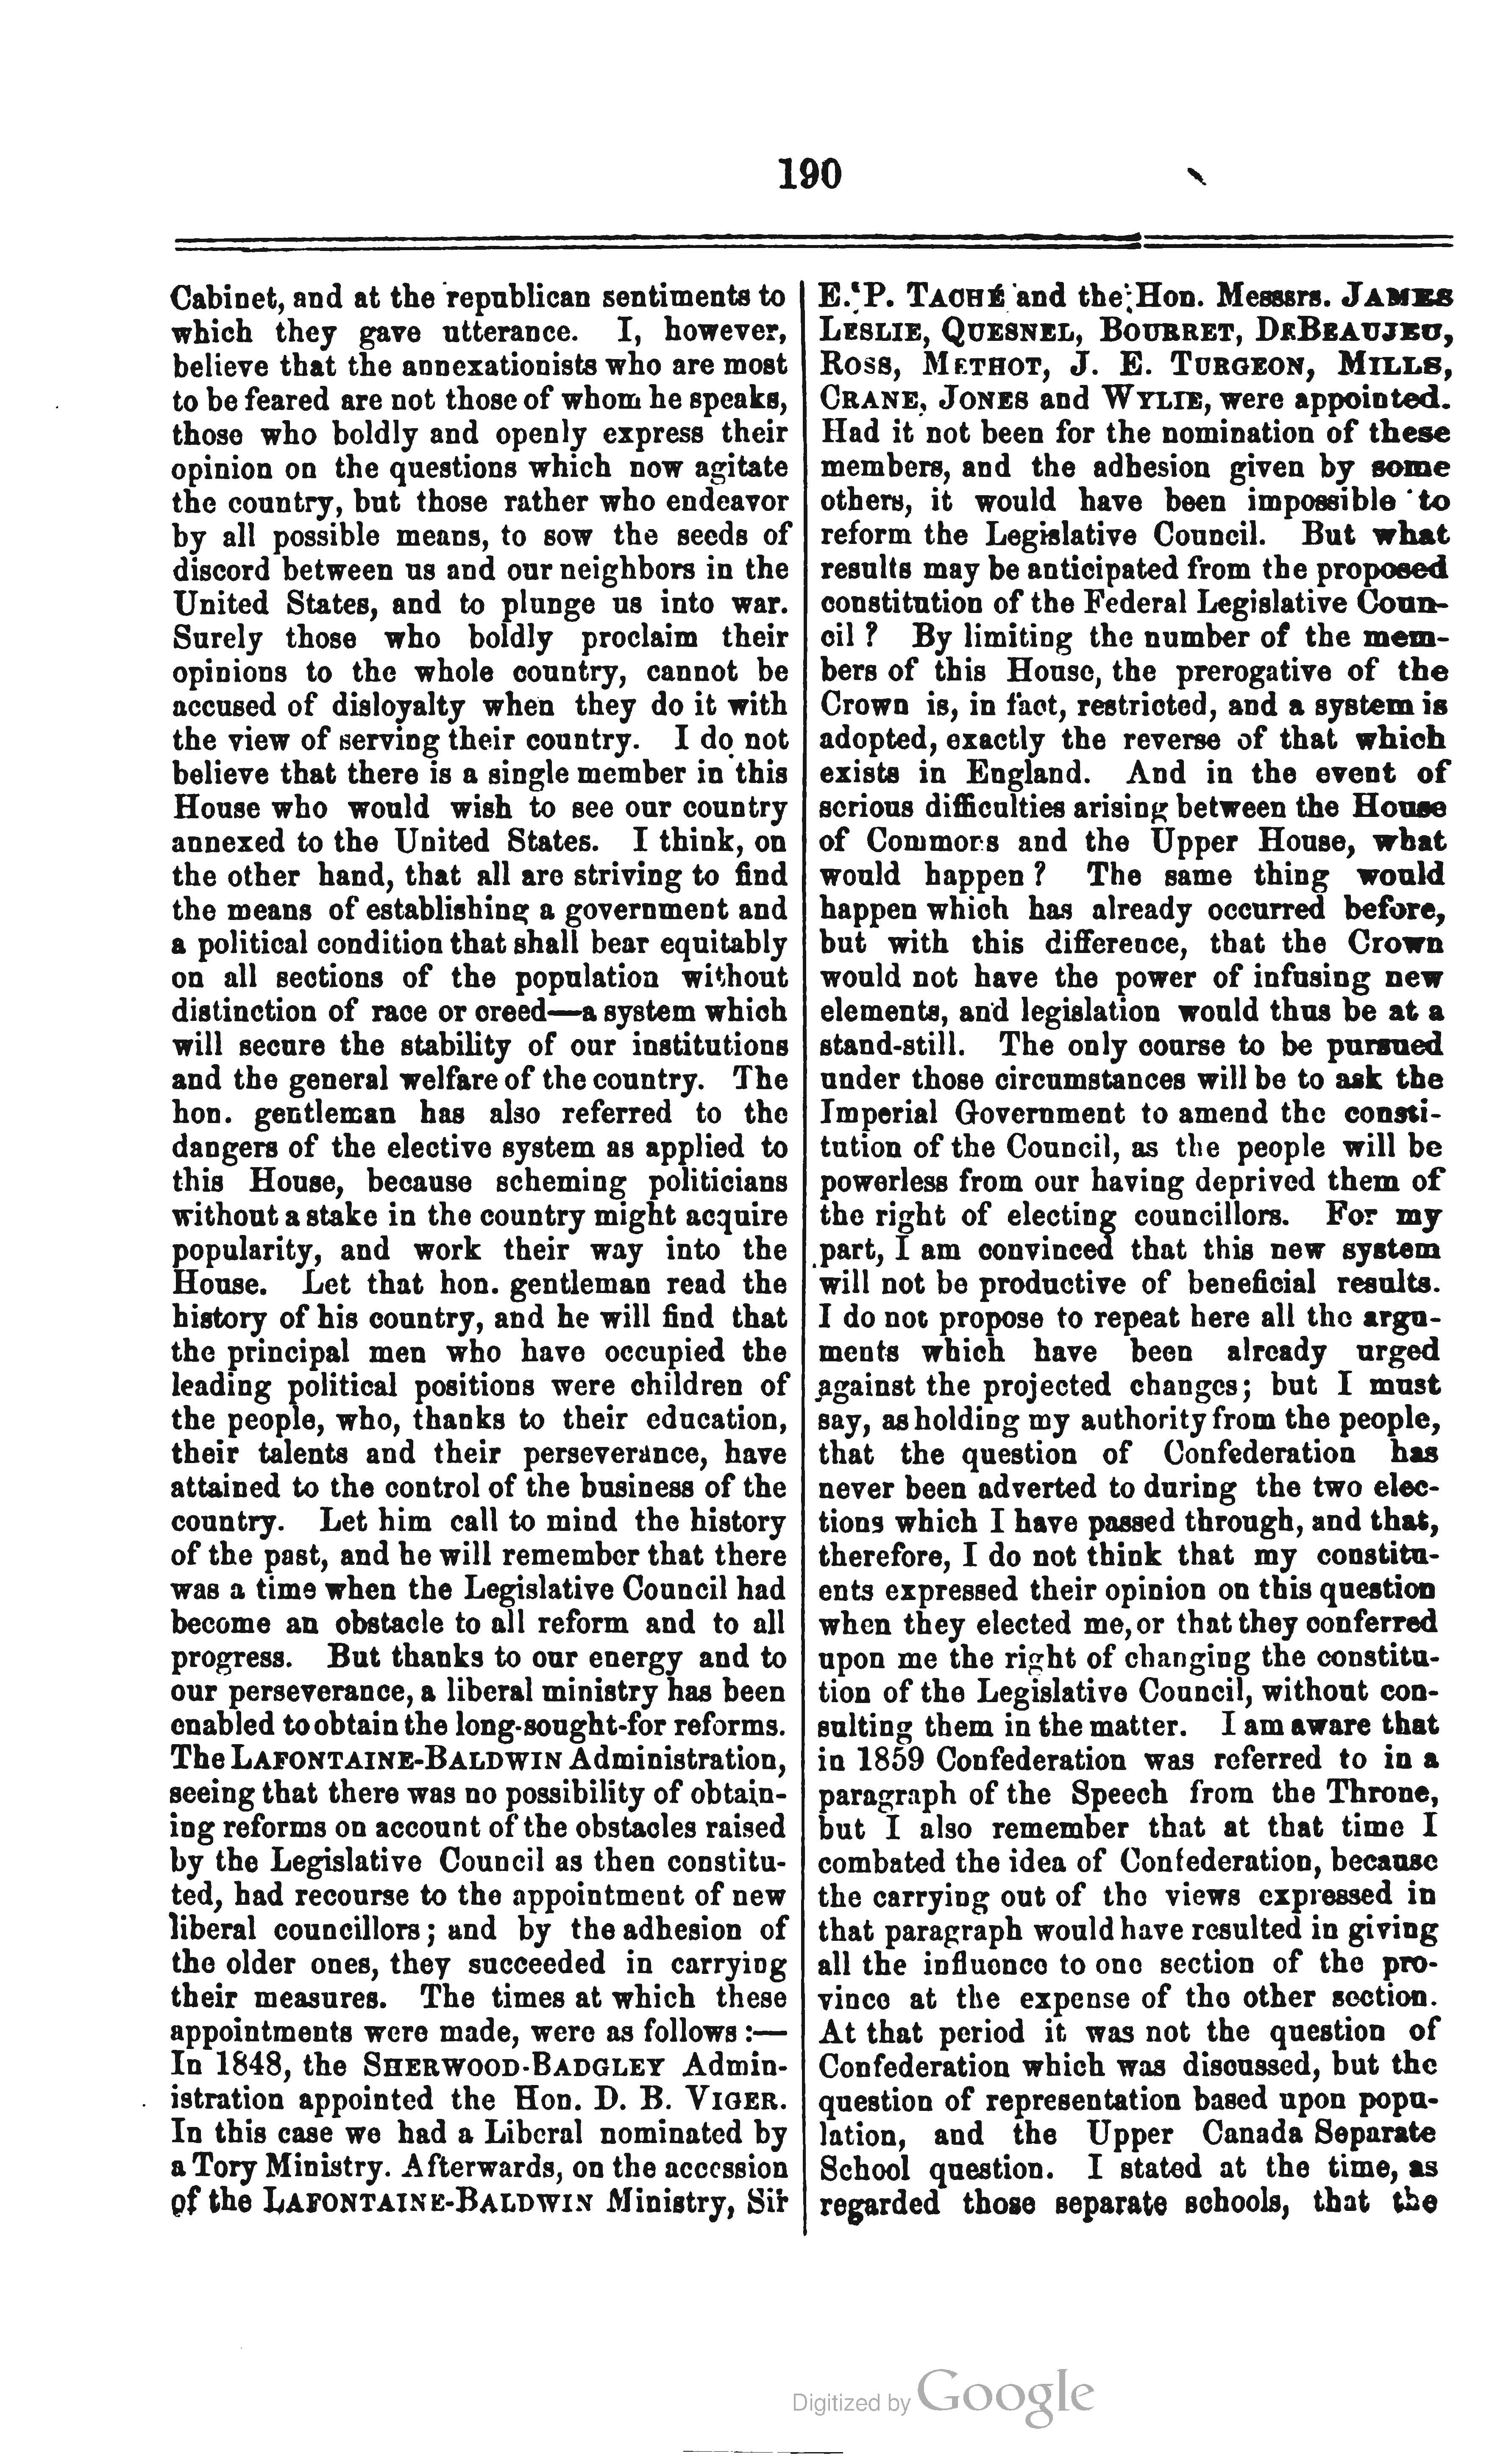 190
Cabinet, and at the republican sentiments to
which they gave utterance. I, however,
believe that the annexationists who are most
to be feared are not those of whom he speaks,
those who boldly and openly express their
opinion on the questions which now agitate
the country, but those rather who endeavor
by all possible means, to sow the seeds of
discord between us and our neighbors in the
United States, and to plunge us into war.
Surely those who boldly proclaim their
opinions to the whole country, cannot be
accused of disloyalty when they do it with
the view of serving their country. I do not
believe that there is a single member in this
House who would wish to see our country
annexed to the United States. I think, on
the other hand, that all are striving to find
the means of establishing a government and
a political condition that shall bear equitably
on all sections of the population without
distinction of race or creed—a system which
will secure the stability of our institutions
and the general welfare of the country. The
hon. gentleman has also referred to the
dangers of the elective system as applied to
this House, because scheming politicians
without a stake in the country might acquire
popularity, and work their way into the
House. Let that hon. gentleman read the
history of his country, and he will find that
the principal men who have occupied the
leading political positions were children of
the people, who, thanks to their education,
their talents and their perseverance, have
attained to the control of the business of the
country. Let him call to mind the history
of the past, and he will remember that there
was a time when the Legislative Council had
become an obstacle to all reform and to all
progress. But thanks to our energy and to
our perseverance, a liberal ministry has been
enabled to obtain the long-sought-for reforms.
The LAFONTAINE-BALDWIN Administration,
seeing that there was no possibility of obtain-
ing reforms on account of the obstacles raised
by the Legislative Council as then constitu-
ted, had recourse to the appointment of new
liberal councillors; and by the adhesion of
the older ones, they succeeded in carrying
their measures. The times at which these
appointments were made, were as follows:—
In 1848, the SHERWOOD-BADGLEY Admin-
istration appointed the Hon. D. B. VIGER.
In this case we had a Liberal nominated by
a Tory Ministry. Afterwards, on the accession
of the LAFONTAINE-BALDWIN Ministry, Sir
E. P. TACHÉ and the Hon. Messsrs. JAMES
LESLIE, QUESNEL, BOURRET, DEBEAUJEU,
ROSS, METHOT, J. E. TURGEON, MILLS,
CRANE, JONES and WYLIE, were appointed.
Had it not been for the nomination of these
members, and the adhesion given by some
others, it would have been impossible to
reform the Legislative Council. But what
results may be anticipated from the proposed
constitution of the Federal Legislative Coun-
cil? By limiting the number of the mem-
bers of this House, the prerogative of the
Crown is, in fact, restricted, and a system is
adopted, exactly the reverse of that which
exists in England. And in the event of
serious difficulties arising between the House
of Commons and the Upper House, what
would happen? The same thing would
happen which has already occurred before,
but with this difference, that the Crown
would not have the power of infusing new
elements, and legislation would thus be at a
stand-still. The only course to be pursued
under those circumstances will be to ask the
Imperial Government to amend the consti-
tution of the Council, as the people will be
powerless from our having deprived them of
the right of electing councillors. For my
part, I am convinced that this new system
will not be productive of beneficial results.
I do not propose to repeat here all the argu-
ments which have been already urged
against the projected changes; but I must
say, as holding my authority from the people,
that the question of Confederation has
never been adverted to during the two elec-
tions which I have passed through, and that,
therefore, I do not think that my constitu-
ents expressed their opinion on this question
when they elected me, or that they conferred
upon me the right of changing the constitu-
tion of the Legislative Council, without con-
sulting them in the matter. I am aware that
in 1859 Confederation was referred to in a
paragraph of the Speech from the Throne,
but I also remember that at that time I
combated the idea of Confederation, because
the carrying out of the views expressed in
that paragraph would have resulted in giving
all the influence to one section of the pro-
vince at the expense of the other section.
At that period it was not the question of
Confederation which was discussed, but the
question of representation based upon popu-
lation, and the Upper Canada Separate
School question. I stated at the time, as
regarded those separate schools, that the
Digitized by Google